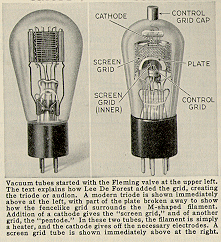 CATHODE
CONTROL
GRID CAP
SCREEN
GRID
PLATE
SCREEN
GRID
(INNER)
CONTROL
GRID
Vacuum tubes started with the Fleming valve at the upper left.
The text explains how Lee De Forest added the grid, creating
the triode or audion. A modern triode is shown immediately
above at the left, with part of the plate broken away to show
how the fencelike grid surrounds the M-shaped filament.
Addition of a cathode gives the "screen grid," and of another
grid, the "pentode." In these two tubes, the filament is simply
a heater, and the cathode gives off the necessary electrodes. A
screen grid tube is shown immediately above at the right.